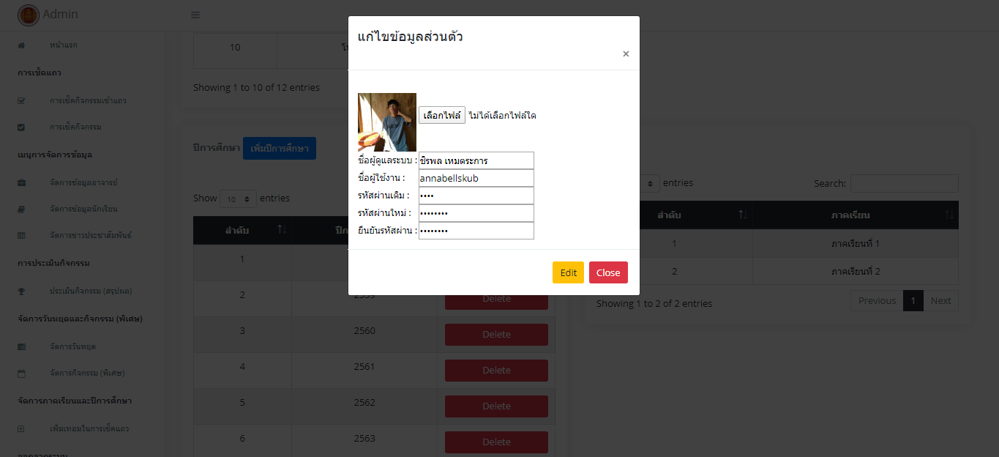 Admin
หน้าแรก
การเช็คแถว
การเช็คกิจกรรมเข้าแถว
การเช็คกิจกรรม
เมนูการจัดการข้อมูล
จัดการข้อมูลอาจารย์
จัดการข้อมูลนักเรียน
จัดการข่าวประชาสัมพันธ์
การประเมินกิจกรรม
ประเมินกิจกรรม (สรุปผล)
จัดการวันหยุดและกิจกรรม (พิเศษ)
จัดการวันหยุด
จัดการกิจกรรม (พิเศษ)
จัดการภาคเรียนและปีการศึกษา
เพิ่มเทอมในการเช็คแถว
ออกจากระบบ
10
Showing 1 to 10 of 12 entries
ปีการศึกษา เพิ่มปีการศึกษา
Show 10 entries
ลำดับ
1
2 2559 Delete
3 2560 Delete
4 2561 Delete
5 2562 Delete
6 2563 Delete
แก้ไขข้อมูลส่วนตัว
×
เลือกไฟล์ ไม่ได้เลือกไฟล์ใด
ชื่อผู้ดูแลระบบ : ชิรพล เหมตระการ
ชื่อผู้ใช้งาน : annabellskub
รหัสผ่านเดิม : ••••
รหัสผ่านใหม่ : ••••••••
ยืนยันรหัสผ่าน : ••••••••
Edit Close
entries Search:
ลำดับ ภาคเรียน
1 ภาคเรียนที่ 1
2 ภาคเรียนที่ 2
Showing 1 to 2 of 2 entries
Previous 1 Next